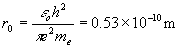 r₀ = ε₀h² / πe²mₑ = 0.53×10⁻¹⁰ m